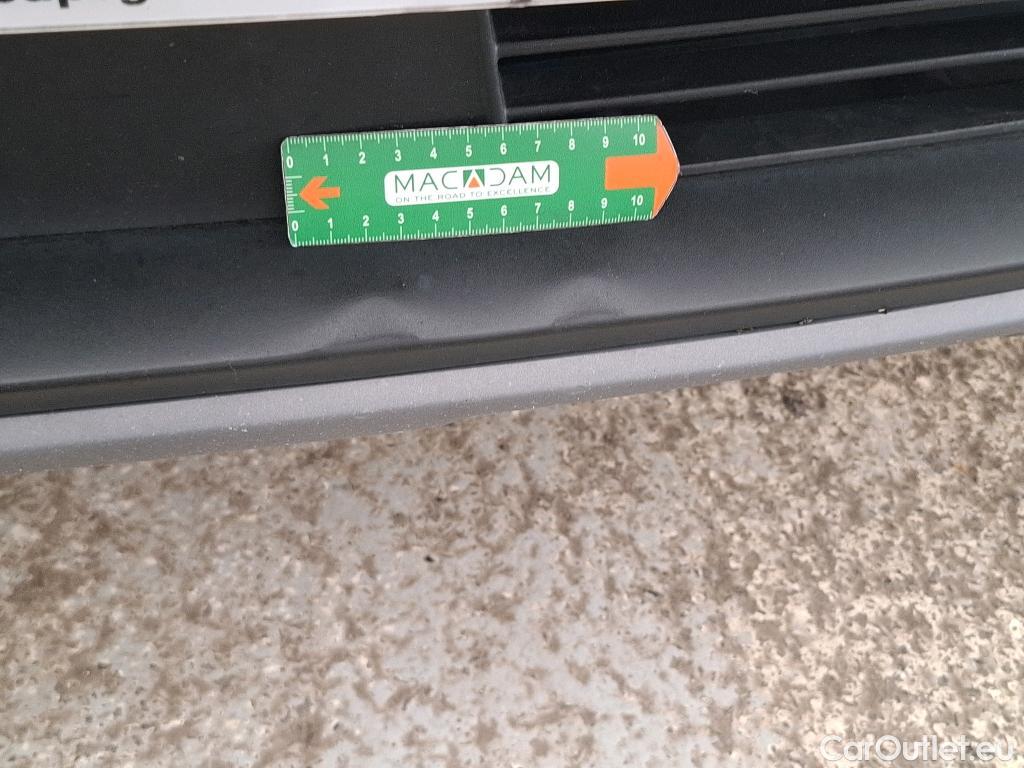 0 1 2 3 4 5 6 7 8 9 10
MACADAM
ON THE ROAD TO EXCELLENCE
0 1 2 3 4 5 6 7 8 9 10
CarOutlet.eu